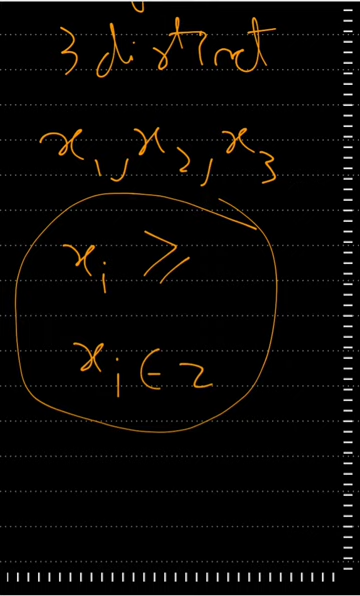 3 distinct
x₁, x₂, x₃
xᵢ ≥
xᵢ ∈ z